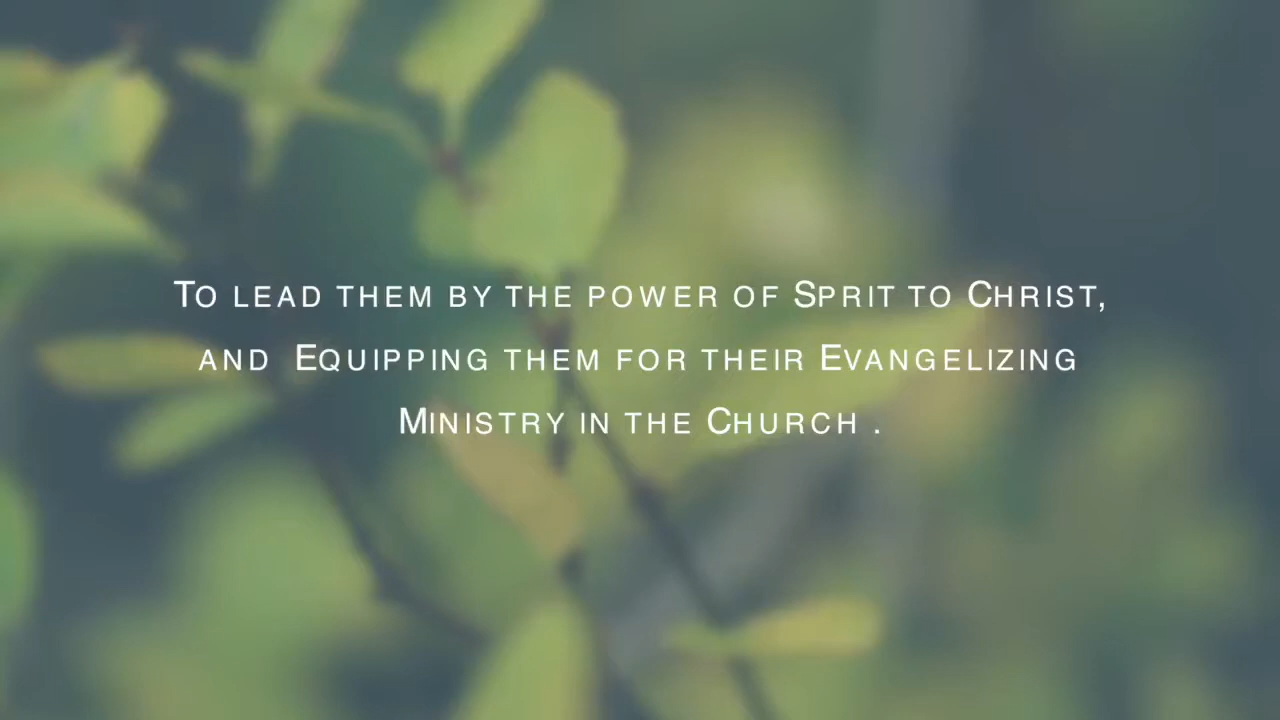 To lead them by the power of Sprit to Christ,
and  Equipping them for their Evangelizing
Ministry in the Church .